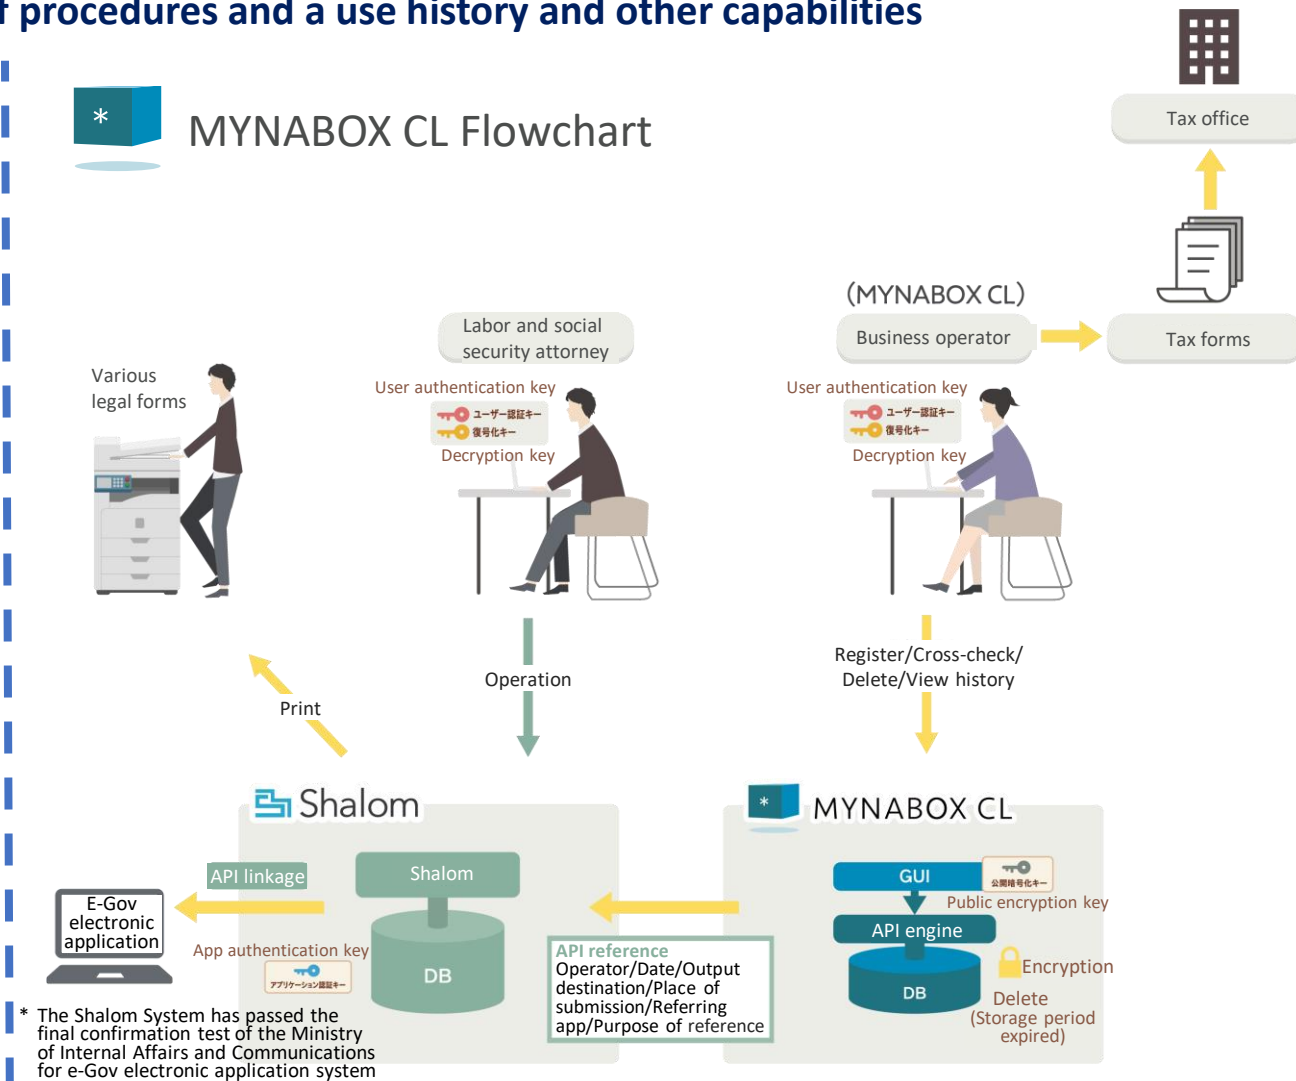 f procedures and a use history and other capabilities
*
MYNABOX CL Flowchart
Tax office
(MYNABOX CL)
Business operator
Tax forms
Labor and social
security attorney
Various
legal forms
User authentication key
ユーザー認証キー
復号化キー
Decryption key
User authentication key
ユーザー認証キー
復号化キー
Decryption key
Print
Operation
Register/Cross-check/
Delete/View history
Shalom
*
MYNABOX CL
API linkage
Shalom
DB
E-Gov
electronic
application
App authentication key
アプリケーション認証キー
API reference
Operator/Date/Output
destination/Place of
submission/Referring
app/Purpose of reference
GUI
公開暗号化キー
Public encryption key
API engine
DB
Encryption
Delete
(Storage period
expired)
* The Shalom System has passed the
final confirmation test of the Ministry
of Internal Affairs and Communications
for e-Gov electronic application system